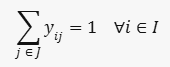 ∑_{j ∈ J} y_{ij} = 1 ∀i ∈ I